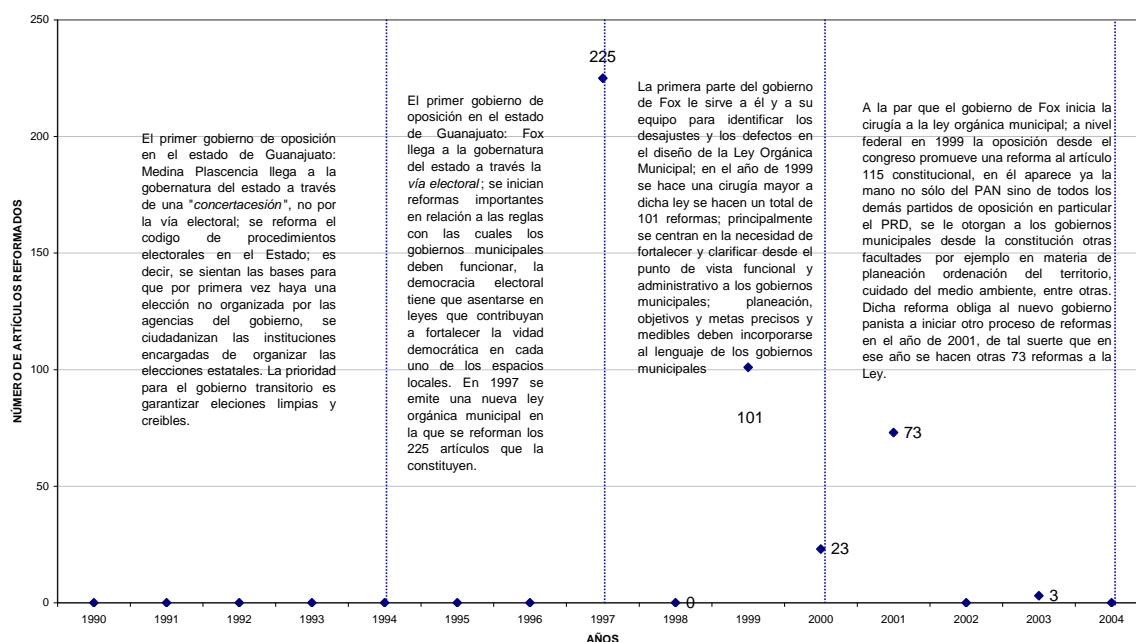 250
200
150
100
50
0
NÚMERO DE ARTÍCULOS REFORMADOS
El primer gobierno de oposición
en el estado de Guanajuato:
Medina Plascencia llega a la
gobernatura del estado a través
de una "concertacesión", no por
la vía electoral; se reforma el
codigo de procedimientos
electorales en el Estado; es
decir, se sientan las bases para
que por primera vez haya una
elección no organizada por las
agencias del gobierno, se
ciudadanizan las instituciones
encargadas de organizar las
elecciones estatales. La prioridad
para el gobierno transitorio es
garantizar eleciones limpias y
creibles.
El primer gobierno de
oposición en el estado de
Guanajuato: Fox
llega a la gobernatura
del estado a través la
vía electoral; se inician
reformas importantes
en relación a las reglas
con las cuales los
gobiernos municipales
deben funcionar, la
democracia electoral
tiene que asentarse en
leyes que contribuyan
a fortalecer la vidad
democrática en cada
uno de los espacios
locales. En 1997 se
emite una nueva ley
orgánica municipal en
la que se reforman los
225 artículos que la
constituyen.
225
La primera parte del gobierno
de Fox le sirve a él y a su
equipo para identificar los
desajustes y los defectos en
el diseño de la Ley Orgánica
Municipal; en el año de 1999
se hace una cirugía mayor a
dicha ley se hacen un total de
101 reformas; principalmente
se centran en la necesidad de
fortalecer y clarificar desde el
punto de vista funcional y
administrativo a los gobiernos
municipales; planeación,
objetivos y metas precisos y
medibles deben incorporarse
al lenguaje de los gobiernos
municipales
101
A la par que el gobierno de Fox inicia la
cirugía a la ley orgánica municipal; a nivel
federal en 1999 la oposición desde el
congreso promueve una reforma al artículo
115 constitucional, en él aparece ya la
mano no sólo del PAN sino de todos los
demás partidos de oposición en particular
el PRD, se le otorgan a los gobiernos
municipales desde la constitución otras
facultades por ejemplo en materia de
planeación ordenación del territorio,
cuidado del medio ambiente, entre otras.
Dicha reforma obliga al nuevo gobierno
panista a iniciar otro proceso de reformas
en el año de 2001, de tal suerte que en
ese año se hacen otras 73 reformas a la
Ley.
73
23
0
3
1990 1991 1992 1993 1994 1995 1996 1997 1998 1999 2000 2001 2002 2003 2004
AÑOS